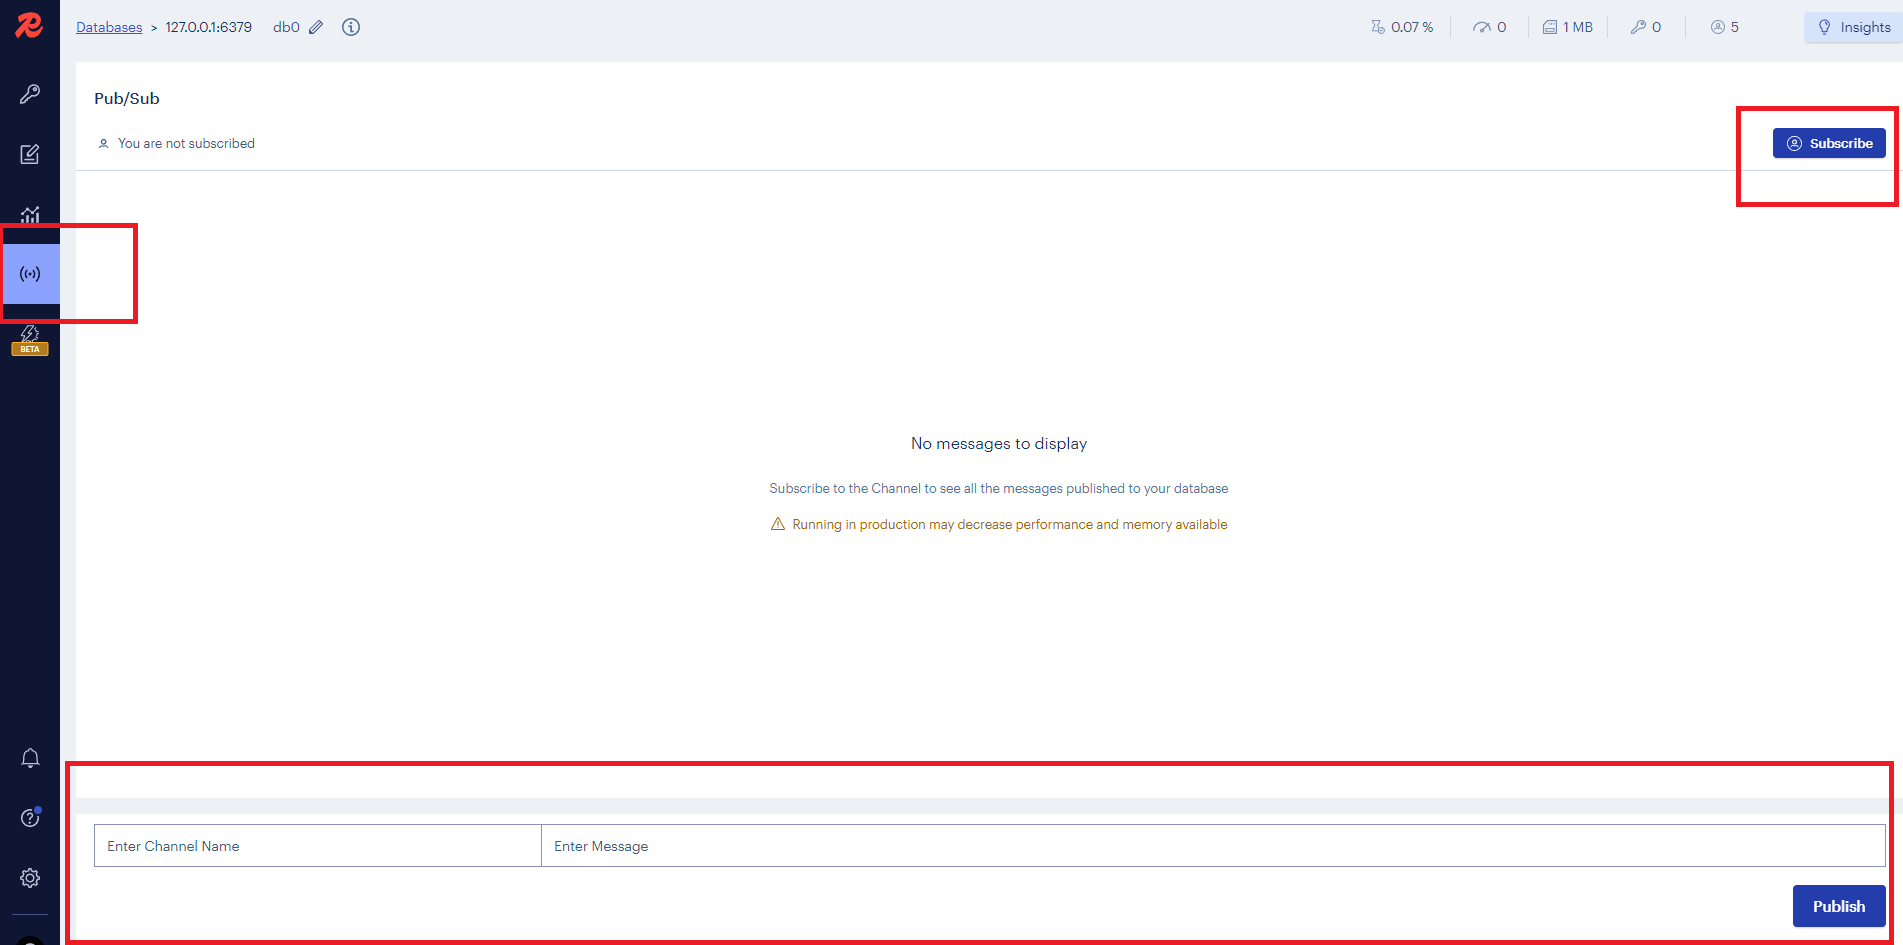 Databases > 127.0.0.1:6379 db0 0.07 % 0 1 MB 0 5 Insights
Pub/Sub
You are not subscribed Subscribe
BETA
No messages to display
Subscribe to the Channel to see all the messages published to your database
Running in production may decrease performance and memory available
Enter Channel Name Enter Message
Publish